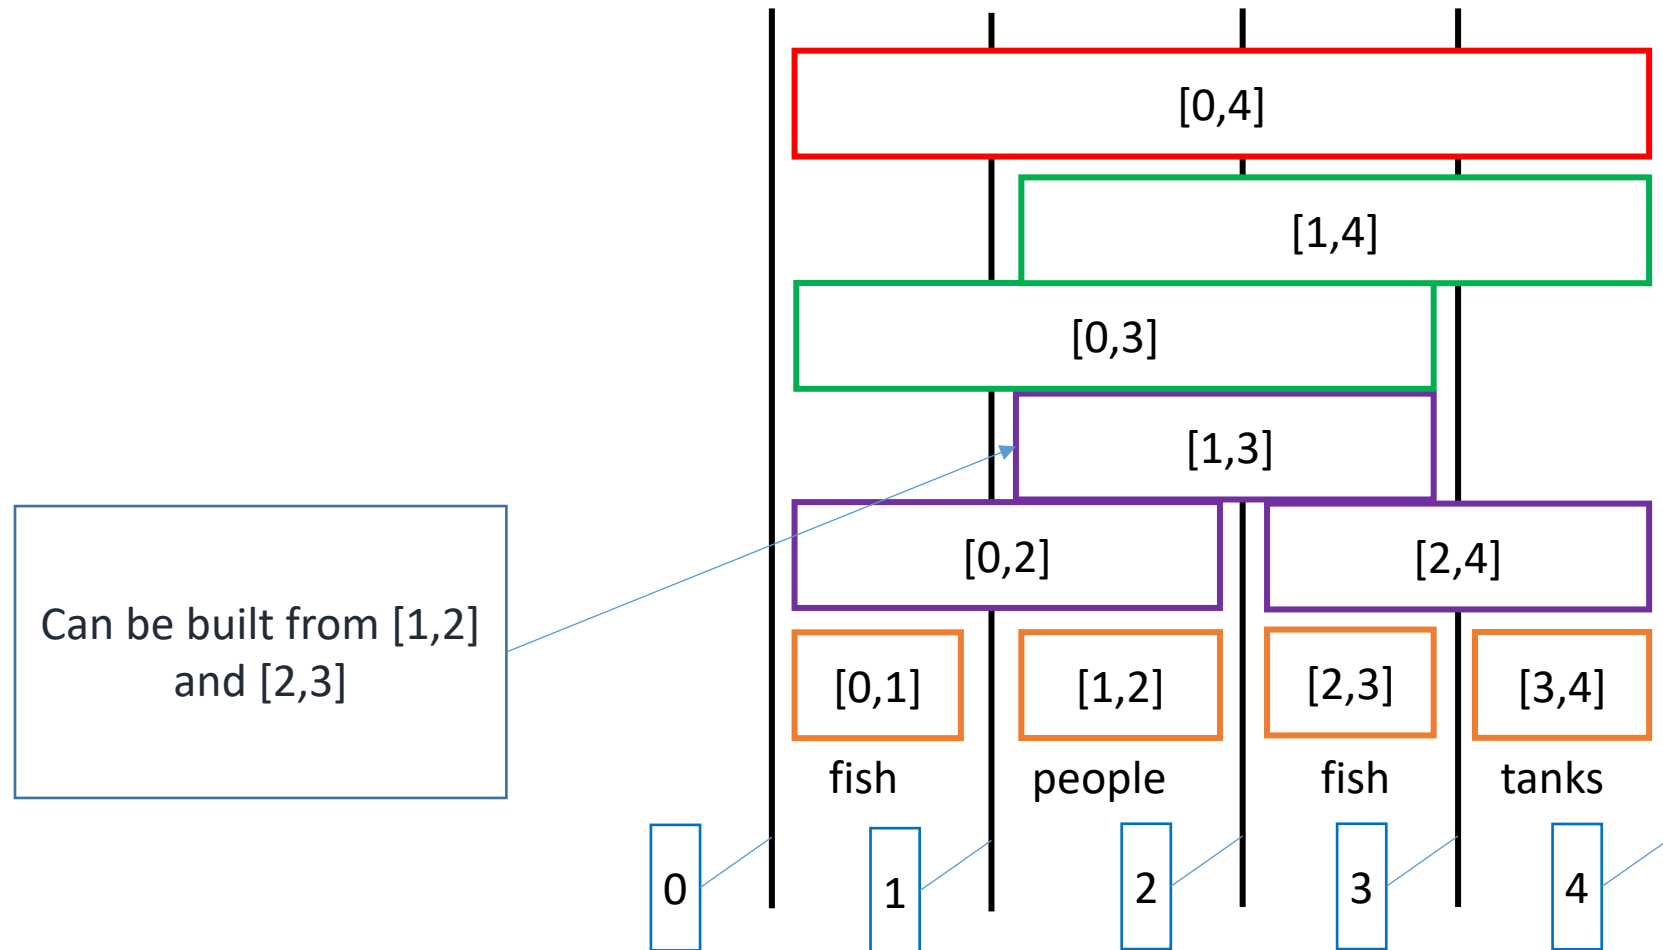 [0,4]
[1,4]
[0,3]
[1,3]
[0,2]
[2,4]
Can be built from [1,2]
and [2,3]
[0,1]
[1,2]
[2,3]
[3,4]
fish
people
fish
tanks
0
1
2
3
4